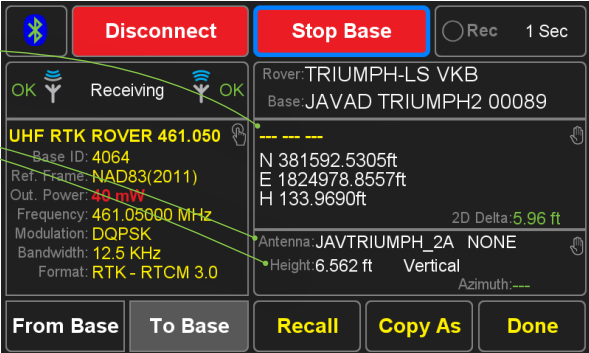 Disconnect
Stop Base
Rec 1 Sec
OK Receiving OK
Rover: TRIUMPH-LS VKB
Base: JAVAD TRIUMPH2 00089
UHF RTK ROVER 461.050
Base ID: 4064
Ref. Frame: NAD83(2011)
Out. Power: 40 mW
Frequency: 461.05000 MHz
Modulation: DQPSK
Bandwidth: 12.5 KHz
Format: RTK - RTCM 3.0
--- --- ---
N 381592.5305ft
E 1824978.8557ft
H 133.9690ft
2D Delta: 5.96 ft
Antenna: JAVTRIUMPH_2A NONE
Height: 6.562 ft Vertical
Azimuth: ---
From Base
To Base
Recall
Copy As
Done